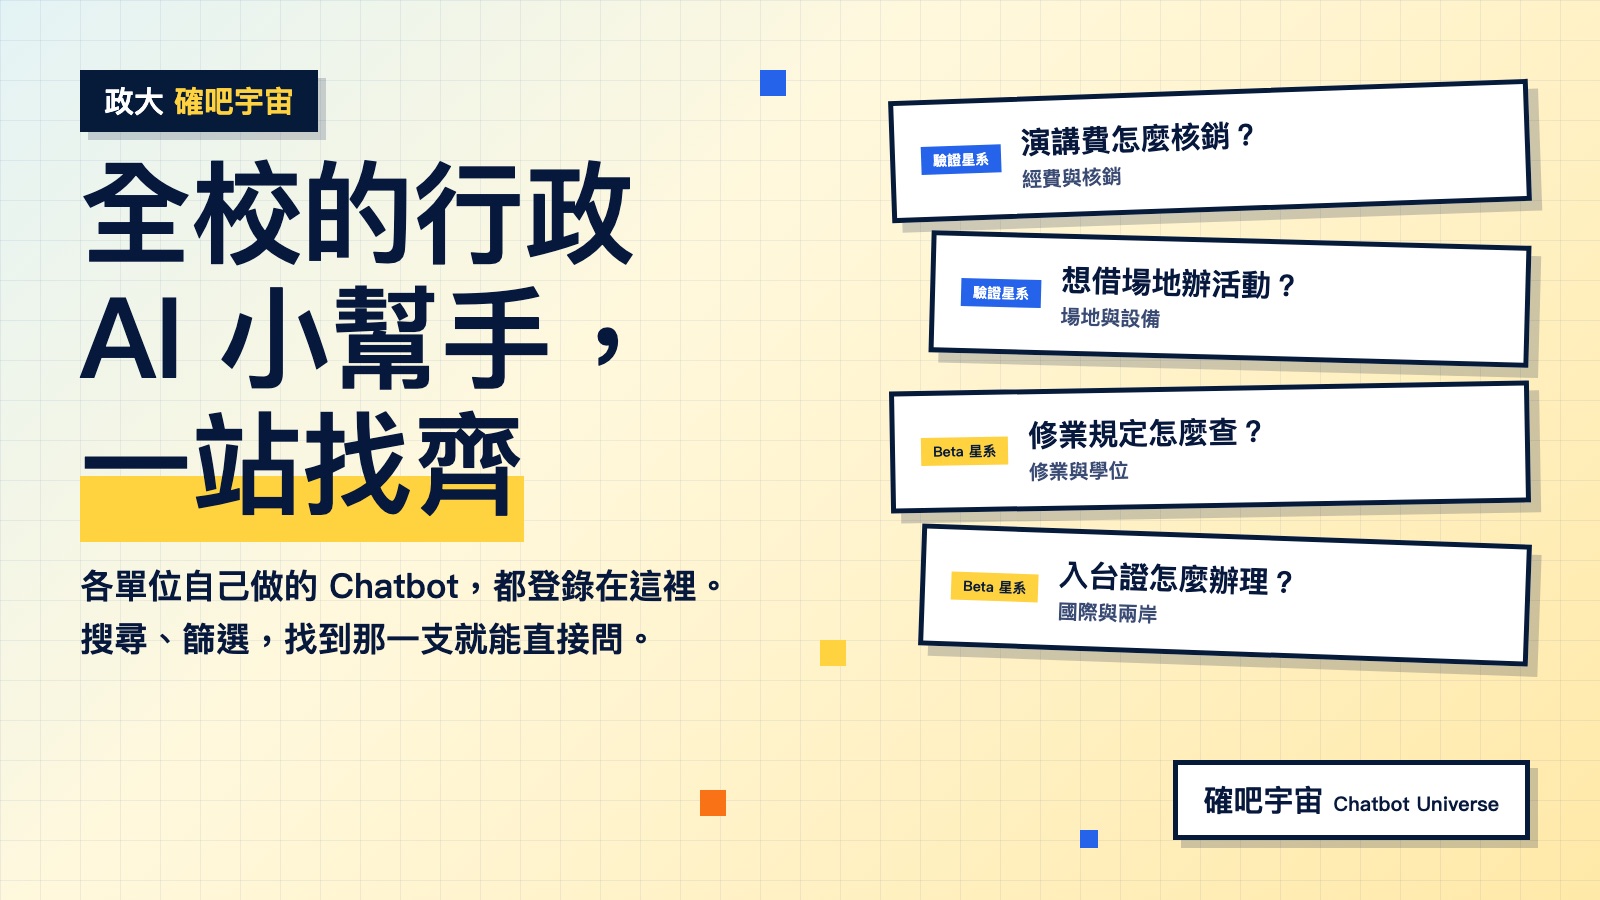 政大 確吧宇宙
全校的行政
AI 小幫手，
一站找齊
各單位自己做的 Chatbot，都登錄在這裡。
搜尋、篩選，找到那一支就能直接問。
驗證星系
演講費怎麼核銷？
經費與核銷
驗證星系
想借場地辦活動？
場地與設備
Beta 星系
修業規定怎麼查？
修業與學位
Beta 星系
入台證怎麼辦理？
國際與兩岸
確吧宇宙 Chatbot Universe